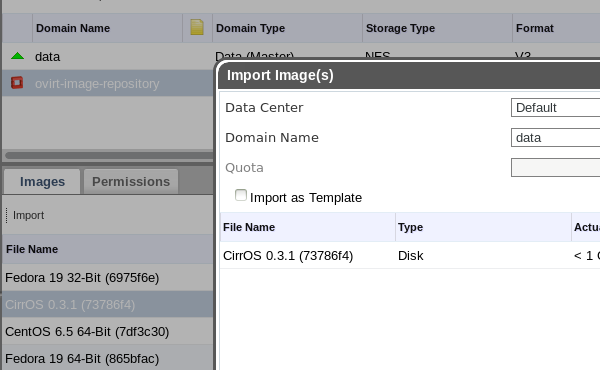 Domain Name Domain Type Storage Type Format
data Data (Master) NFS V3
ovirt-image-repository
Import Image(s)
Data Center Default
Domain Name data
Quota
Import as Template
File Name Type Actu
CirrOS 0.3.1 (73786f4) Disk < 1
Images Permissions
Import
File Name
Fedora 19 32-Bit (6975f6e)
CirrOS 0.3.1 (73786f4)
CentOS 6.5 64-Bit (7df3c30)
Fedora 19 64-Bit (865bfac)